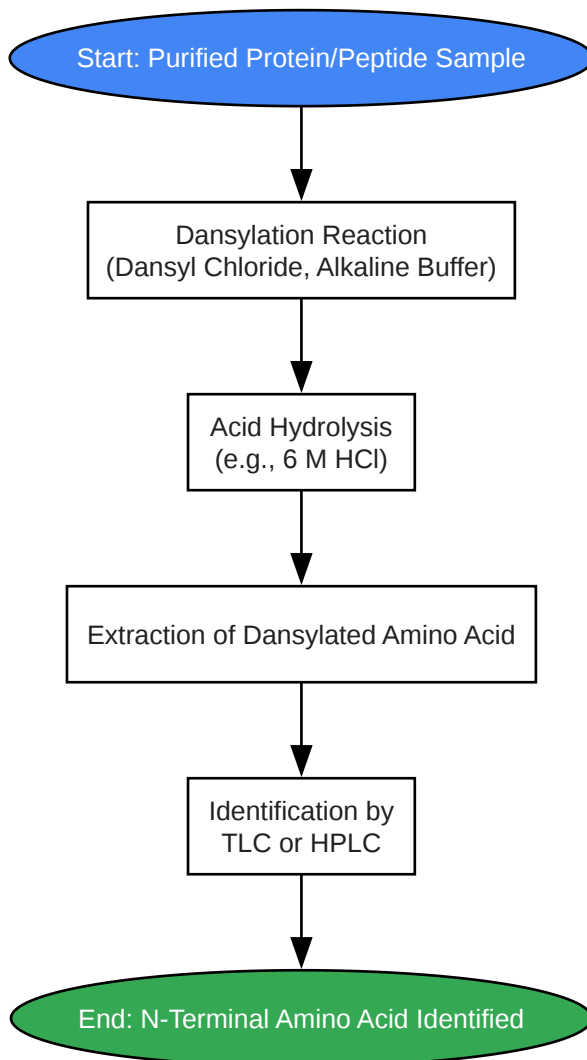 Start: Purified Protein/Peptide Sample
Dansylation Reaction
(Dansyl Chloride, Alkaline Buffer)
Acid Hydrolysis
(e.g., 6 M HCl)
Extraction of Dansylated Amino Acid
Identification by
TLC or HPLC
End: N-Terminal Amino Acid Identified